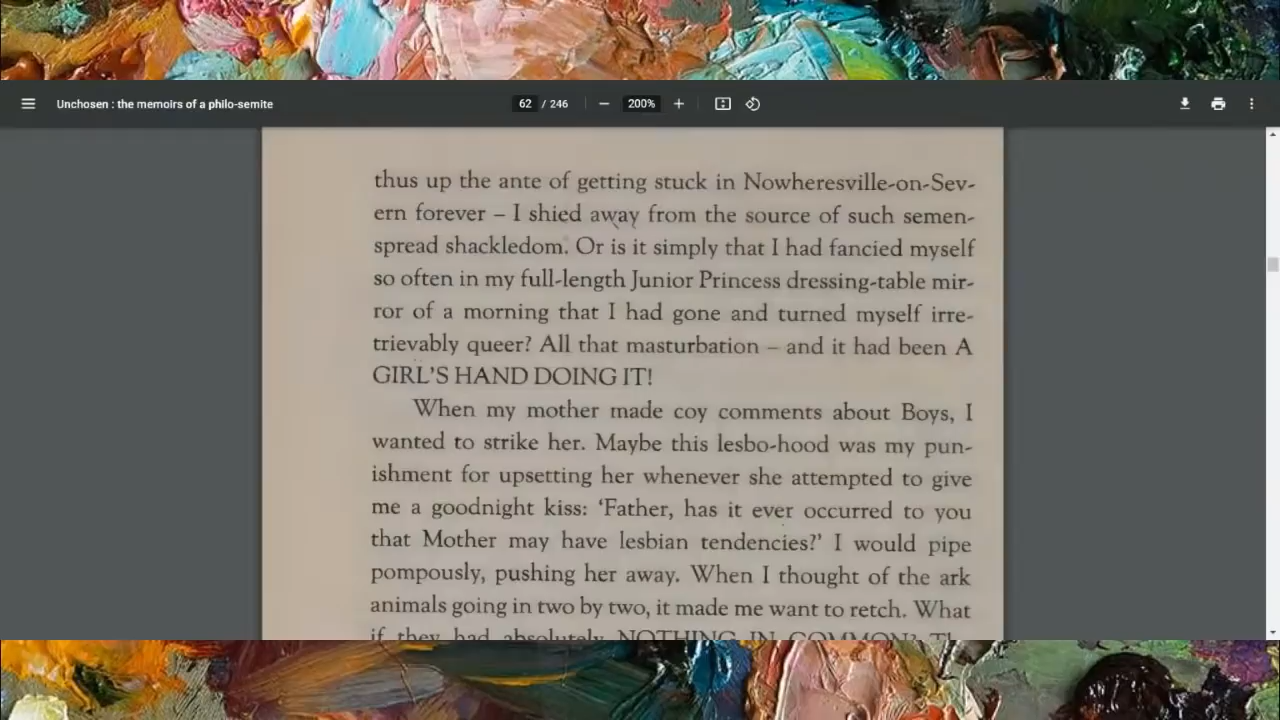 Unchosen : the memoirs of a philo-semite
62 / 246
200%
thus up the ante of getting stuck in Nowheresville-on-Sev-
ern forever – I shied away from the source of such semen-
spread shackledom. Or is it simply that I had fancied myself
so often in my full-length Junior Princess dressing-table mir-
ror of a morning that I had gone and turned myself irre-
trievably queer? All that masturbation – and it had been A
GIRL'S HAND DOING IT!
When my mother made coy comments about Boys, I
wanted to strike her. Maybe this lesbo-hood was my pun-
ishment for upsetting her whenever she attempted to give
me a goodnight kiss: ‘Father, has it ever occurred to you
that Mother may have lesbian tendencies?’ I would pipe
pompously, pushing her away. When I thought of the ark
animals going in two by two, it made me want to retch. What
if they had absolutely NOTHING IN COMMON?